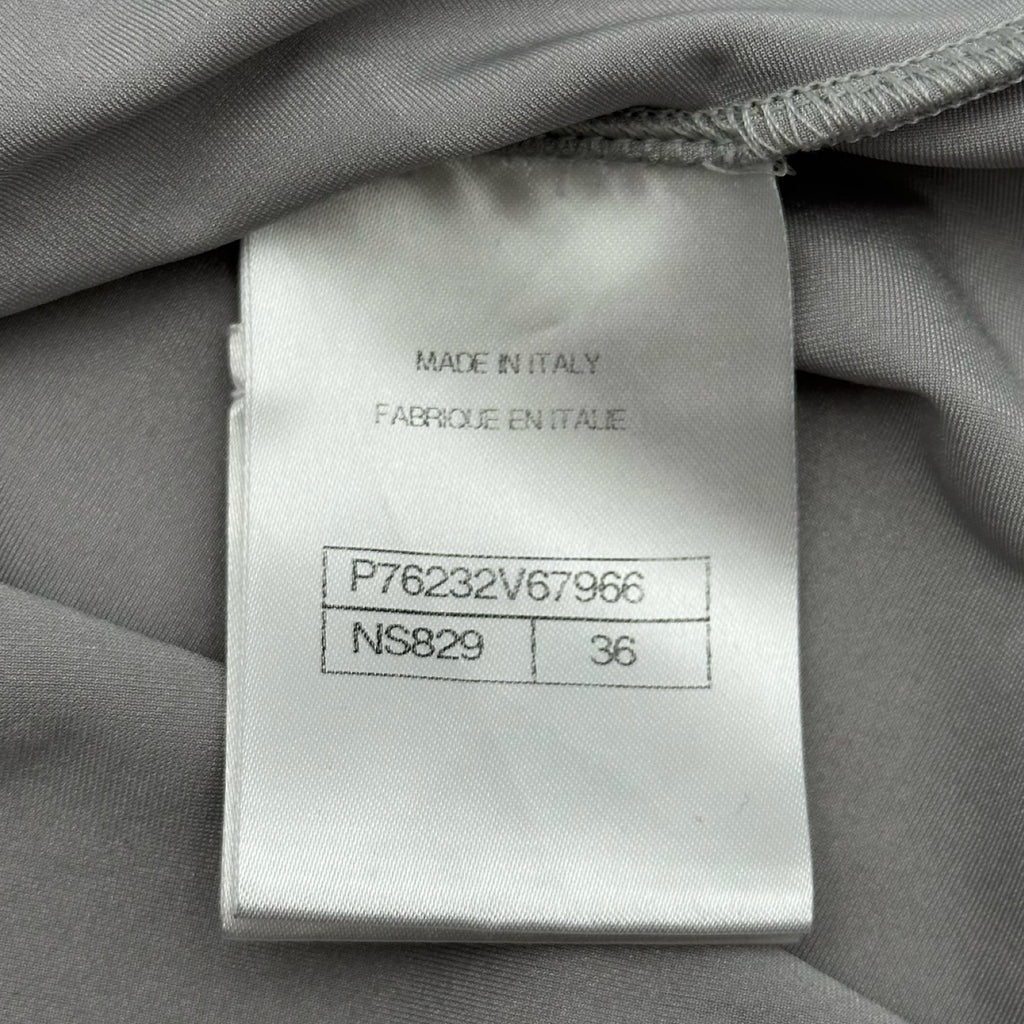 MADE IN ITALY
FABRIQUE EN ITALIE
P76232V67966
NS829 36